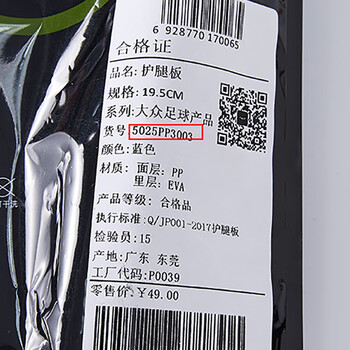 6 928770 170065
合格证
品名:护腿板
规格:19.5CM
系列:大众足球产品
货号 5025PP3003
颜色:蓝色
材质: 面层: PP
里层: EVA
产品等级: 合格品
执行标准:Q/JP001-2017护腿板
检验员:15
产地:广东 东莞
工厂代码:P0039
零售价:¥49.00